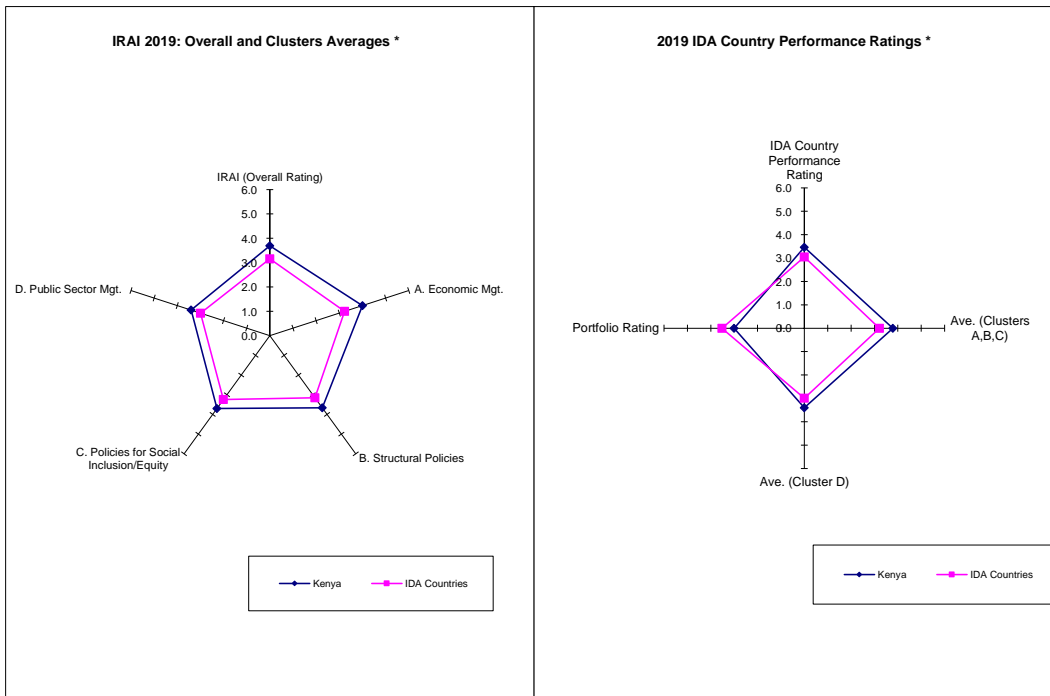 IRAI 2019: Overall and Clusters Averages *
IRAI (Overall Rating)
6.0
5.0
4.0
3.0
2.0
1.0
0.0
D. Public Sector Mgt.
A. Economic Mgt.
C. Policies for Social
Inclusion/Equity
B. Structural Policies
Kenya
IDA Countries
2019 IDA Country Performance Ratings *
IDA Country
Performance
Rating
6.0
5.0
4.0
3.0
2.0
1.0
0.0
Portfolio Rating
Ave. (Clusters
A,B,C)
Ave. (Cluster D)
Kenya
IDA Countries